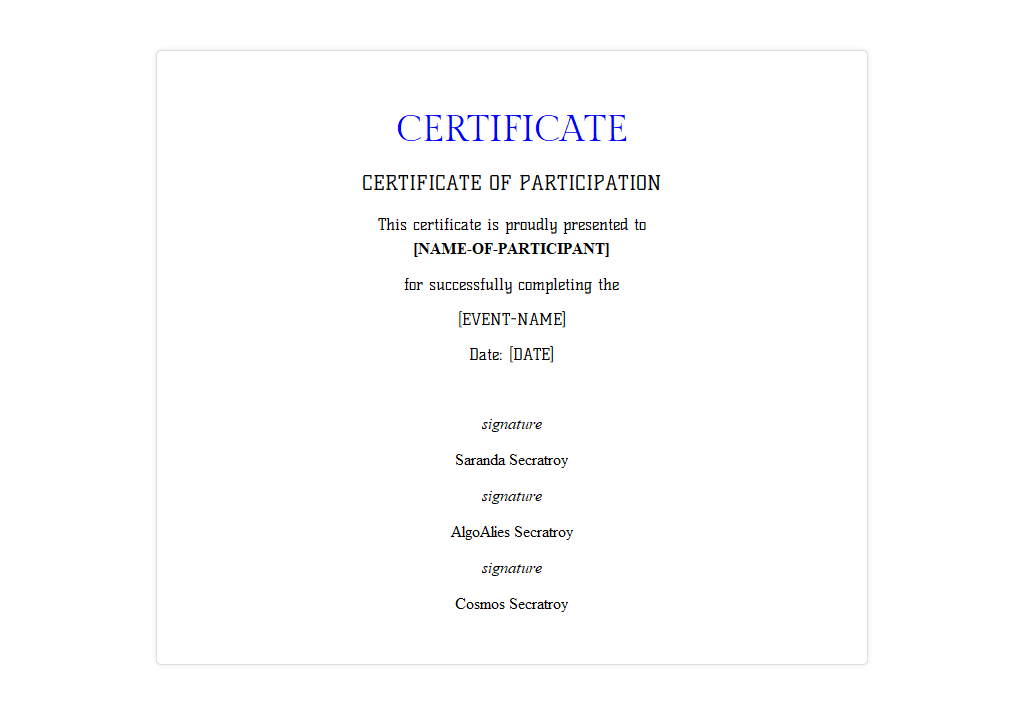 CERTIFICATE
CERTIFICATE OF PARTICIPATION
This certificate is proudly presented to
[NAME-OF-PARTICIPANT]
for successfully completing the
[EVENT-NAME]
Date: [DATE]
signature
Saranda Secratroy
signature
AlgoAlies Secratroy
signature
Cosmos Secratroy